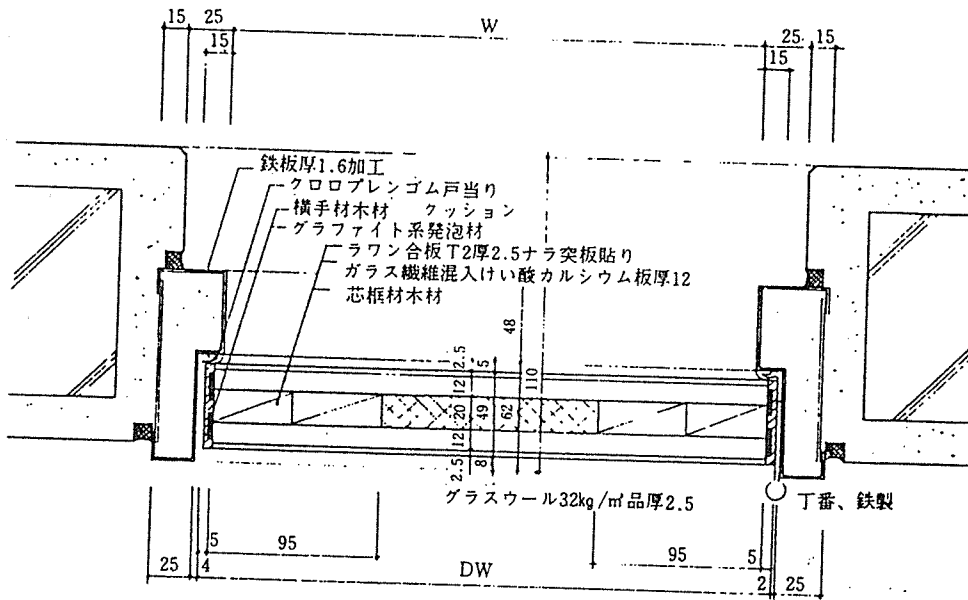 15 25 W 25 15
15 15
鉄板厚1.6加工
クロロプレンゴム戸当り
横手材木材 クッション
グラファイト系発泡材
ラワン合板T2厚2.5ナラ突板貼り
ガラス繊維混入けい酸カルシウム板厚12
芯框材木材
48
110
2.5 12 20 12 2.5
5 49 8
62
グラスウール32kg/㎥品厚2.5
丁番、鉄製
5 95 95 5
25 4 DW 2 25